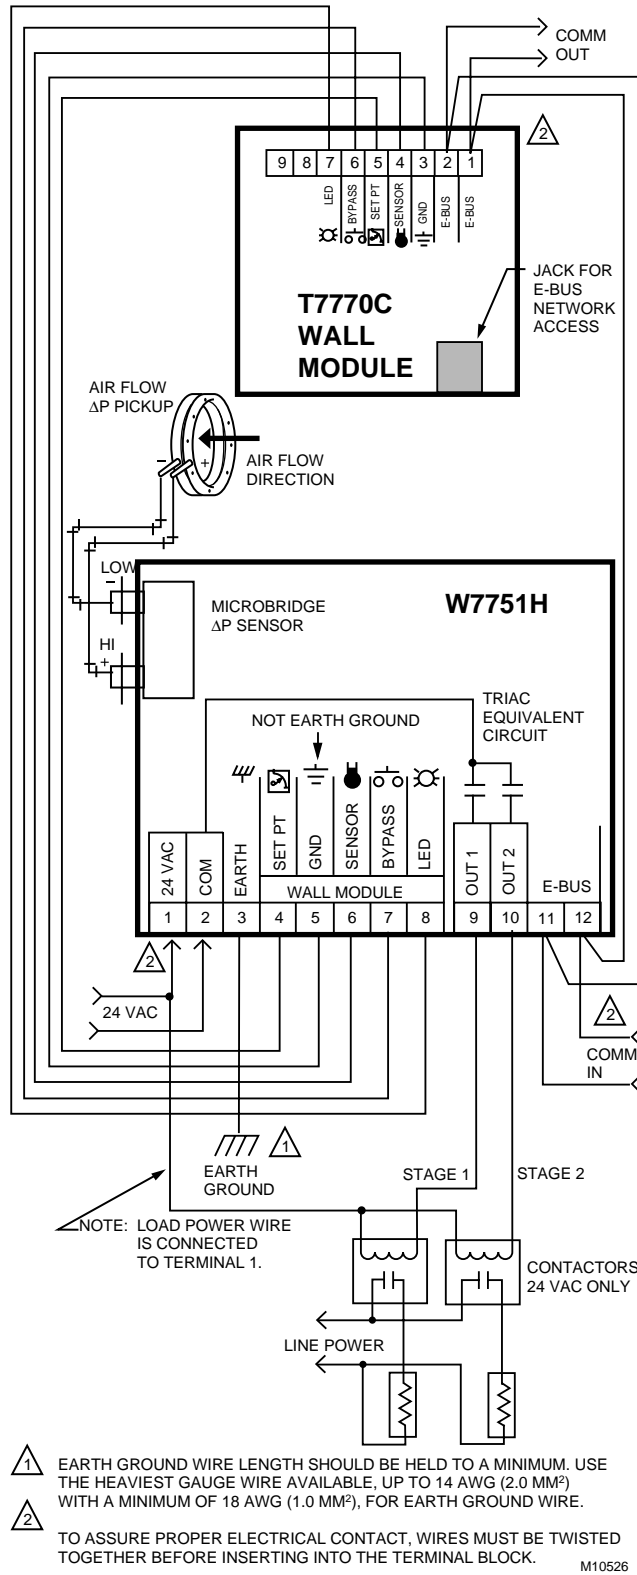 COMM
OUT
2
9 8 7 6 5 4 3 2 1
LED
BYPASS
SET PT
SENSOR
GND
E-BUS
E-BUS
JACK FOR
E-BUS
NETWORK
ACCESS
T7770C
WALL
MODULE
AIR FLOW
ΔP PICKUP
AIR FLOW
DIRECTION
–
+
LOW
–
HI
+
MICROBRIDGE
ΔP SENSOR
W7751H
TRIAC
EQUIVALENT
CIRCUIT
NOT EARTH GROUND
24 VAC
COM
EARTH
SET PT
GND
SENSOR
BYPASS
LED
OUT 1
OUT 2
E-BUS
WALL MODULE
1 2 3 4 5 6 7 8 9 10 11 12
2
24 VAC
2
COMM
IN
1
EARTH
GROUND
STAGE 1
STAGE 2
NOTE: LOAD POWER WIRE
IS CONNECTED
TO TERMINAL 1.
CONTACTORS
24 VAC ONLY
LINE POWER
1 EARTH GROUND WIRE LENGTH SHOULD BE HELD TO A MINIMUM. USE
THE HEAVIEST GAUGE WIRE AVAILABLE, UP TO 14 AWG (2.0 MM²)
WITH A MINIMUM OF 18 AWG (1.0 MM²), FOR EARTH GROUND WIRE.
2 TO ASSURE PROPER ELECTRICAL CONTACT, WIRES MUST BE TWISTED
TOGETHER BEFORE INSERTING INTO THE TERMINAL BLOCK.
M10526